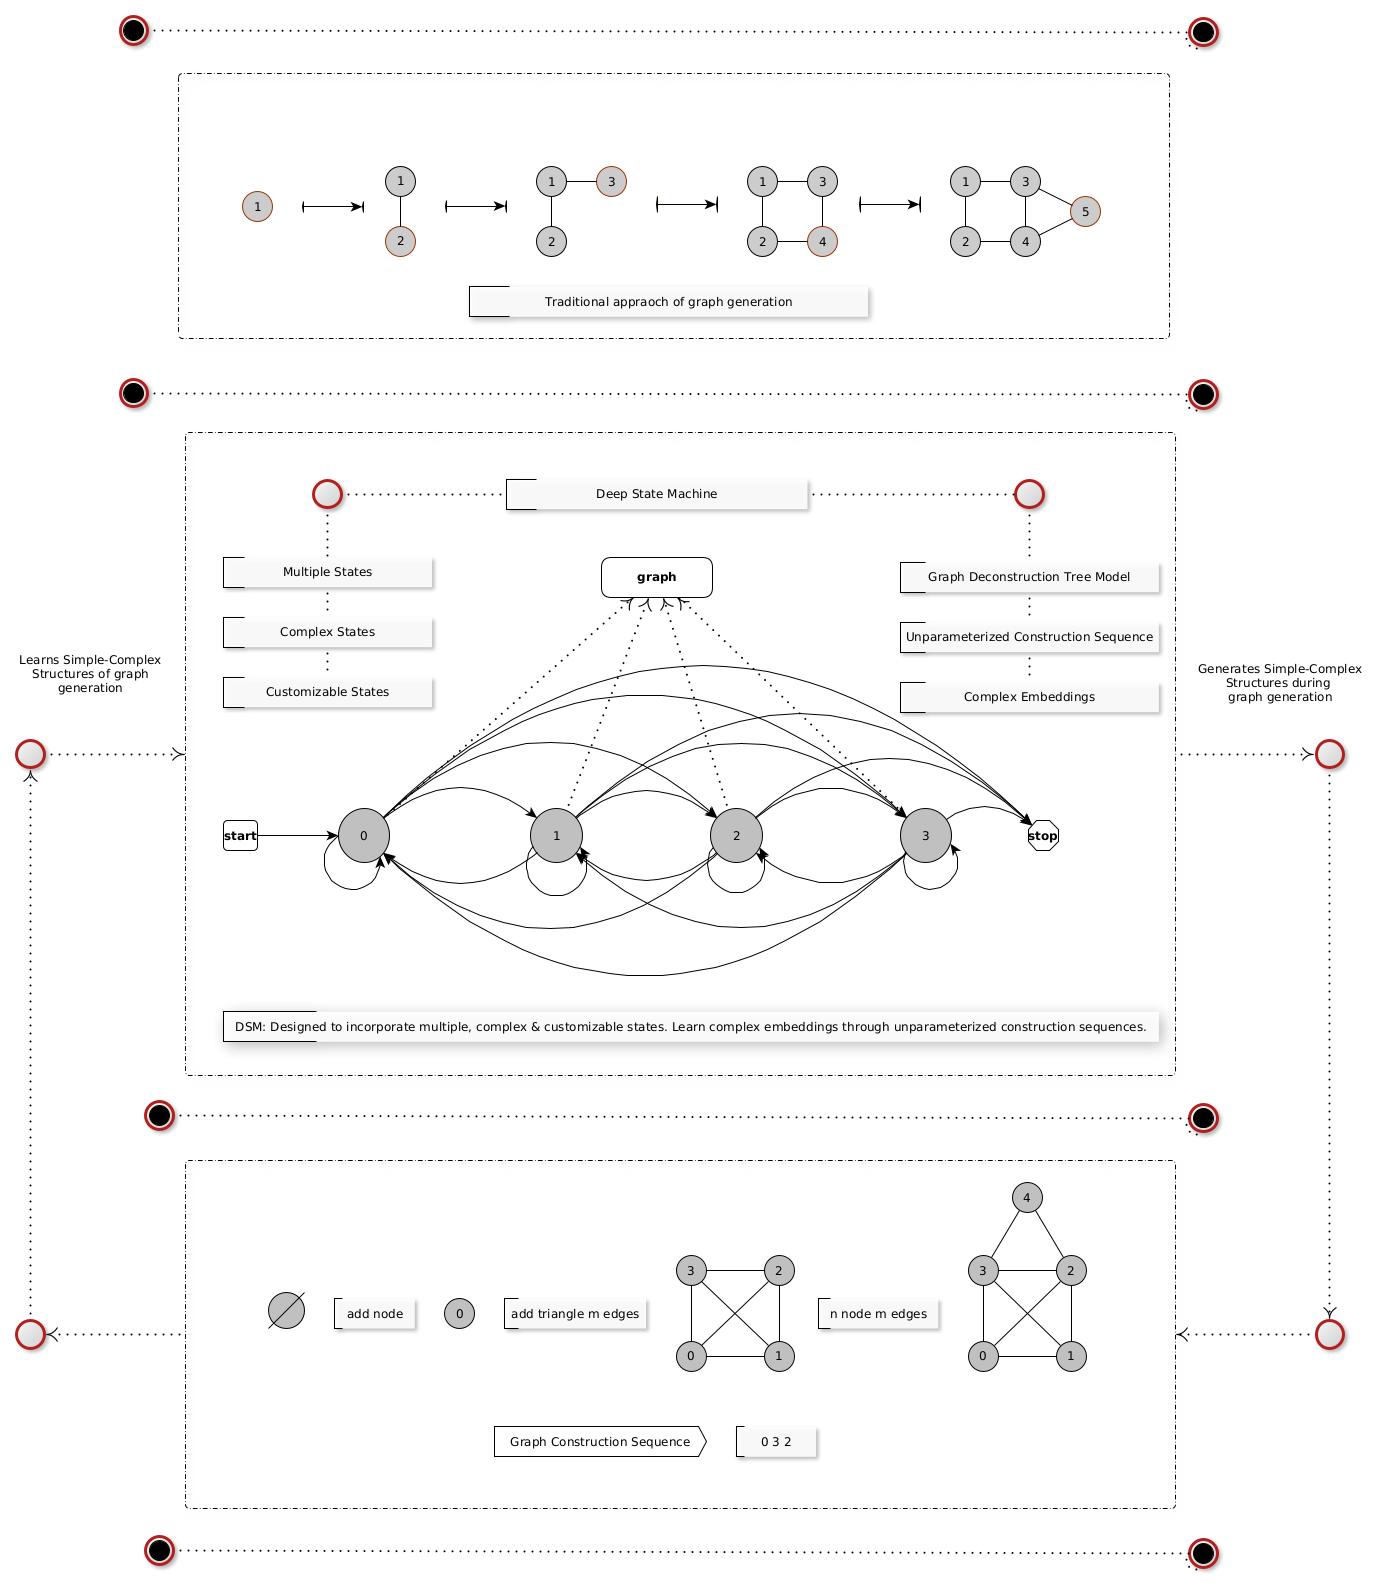 1
1
2
1
3
2
1
3
2
4
1
3
5
2
4
Traditional appraoch of graph generation
Deep State Machine
Multiple States
Complex States
Customizable States
graph
Graph Deconstruction Tree Model
Unparameterized Construction Sequence
Complex Embeddings
Learns Simple-Complex
Structures of graph
generation
Generates Simple-Complex
Structures during
graph generation
start
0
1
2
3
stop
DSM: Designed to incorporate multiple, complex & customizable states. Learn complex embeddings through unparameterized construction sequences.
add node
0
add triangle m edges
3
2
0
1
n node m edges
4
3
2
0
1
Graph Construction Sequence
0 3 2